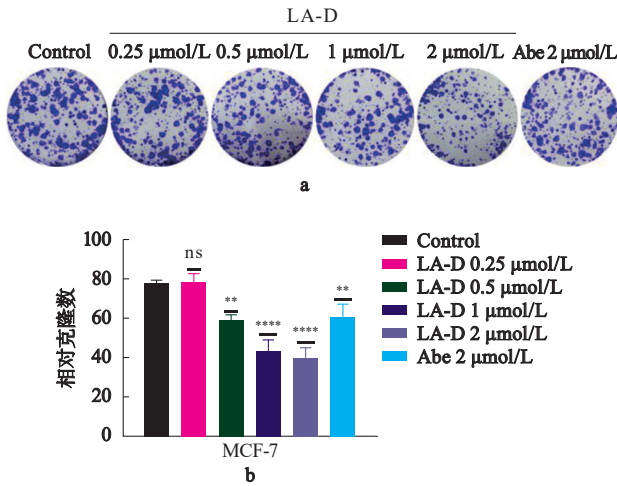 LA-D
Control 0.25 μmol/L 0.5 μmol/L 1 μmol/L 2 μmol/L Abe 2 μmol/L
a
100
80
60
40
20
0
相对克隆数
ns
**
****
****
**
MCF-7
b
Control
LA-D 0.25 μmol/L
LA-D 0.5 μmol/L
LA-D 1 μmol/L
LA-D 2 μmol/L
Abe 2 μmol/L